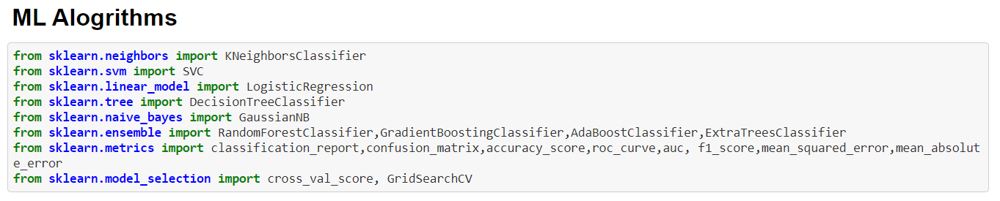 ML Alogrithms
from sklearn.neighbors import KNeighborsClassifier
from sklearn.svm import SVC
from sklearn.linear_model import LogisticRegression
from sklearn.tree import DecisionTreeClassifier
from sklearn.naive_bayes import GaussianNB
from sklearn.ensemble import RandomForestClassifier,GradientBoostingClassifier,AdaBoostClassifier,ExtraTreesClassifier
from sklearn.metrics import classification_report,confusion_matrix,accuracy_score,roc_curve,auc, f1_score,mean_squared_error,mean_absolut
e_error
from sklearn.model_selection import cross_val_score, GridSearchCV